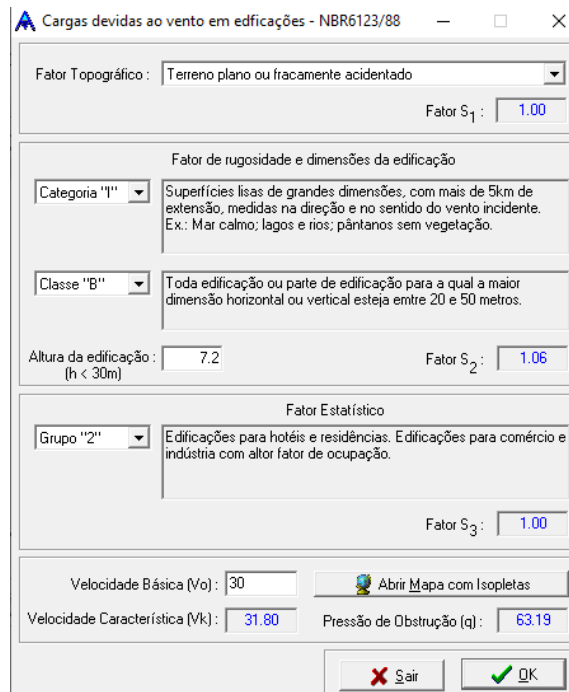 Cargas devidas ao vento em edficações - NBR6123/88
Fator Topográfico : Terreno plano ou fracamente acidentado
Fator S1 : 1.00
Fator de rugosidade e dimensões da edificação
Categoria "I"
Superfícies lisas de grandes dimensões, com mais de 5km de
extensão, medidas na direção e no sentido do vento incidente.
Ex.: Mar calmo; lagos e rios; pântanos sem vegetação.
Classe "B"
Toda edificação ou parte de edificação para a qual a maior
dimensão horizontal ou vertical esteja emtre 20 e 50 metros.
Altura da edificação : 7.2
(h < 30m)
Fator S2 : 1.06
Fator Estatístico
Grupo "2"
Edificações para hotéis e residências. Edificações para comércio e
indústria com altor fator de ocupação.
Fator S3 : 1.00
Velocidade Básica (Vo) : 30
Abrir Mapa com Isopletas
Velocidade Característica (Vk) : 31.80
Pressão de Obstrução (q) : 63.19
Sair
OK